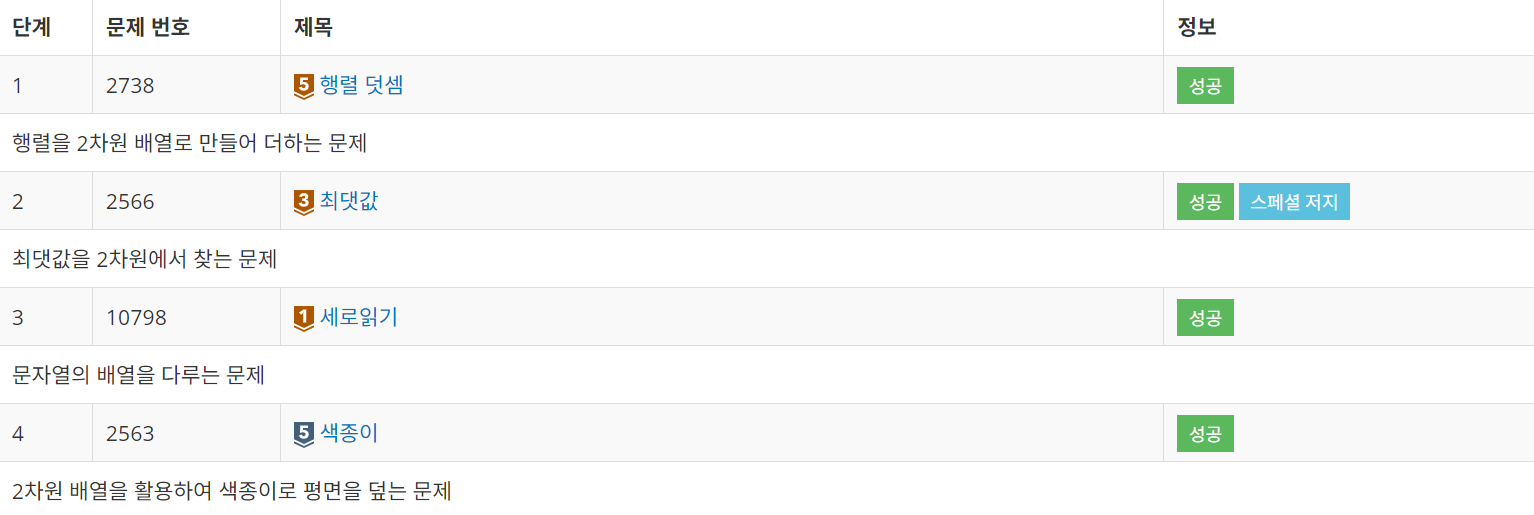 단계 문제 번호 제목 정보
1 2738 5 행렬 덧셈 성공
행렬을 2차원 배열로 만들어 더하는 문제
2 2566 3 최댓값 성공 스페셜 저지
최댓값을 2차원에서 찾는 문제
3 10798 1 세로읽기 성공
문자열의 배열을 다루는 문제
4 2563 5 색종이 성공
2차원 배열을 활용하여 색종이로 평면을 덮는 문제